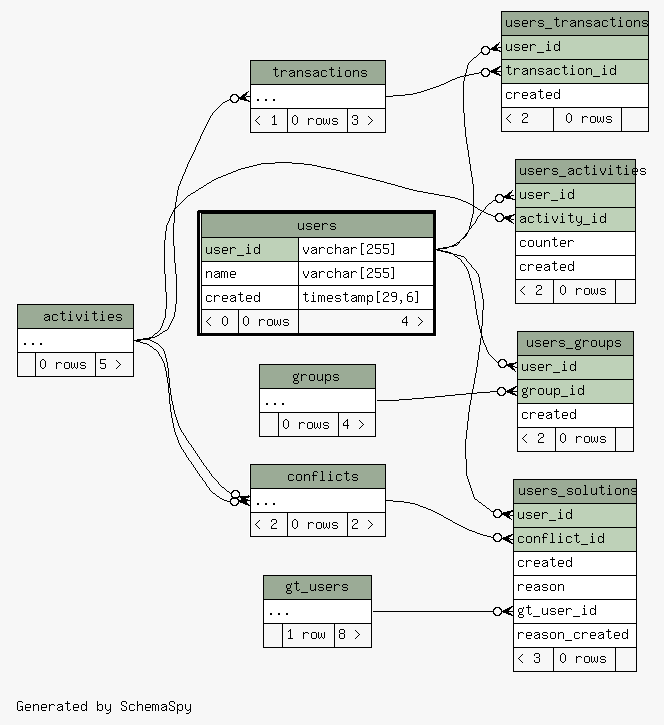 users_transactions
user_id
transaction_id
created
< 2 0 rows
transactions
...
< 1 0 rows 3 >
users_activities
user_id
activity_id
counter
created
< 2 0 rows
users
user_id varchar[255]
name varchar[255]
created timestamp[29,6]
< 0 0 rows 4 >
activities
...
0 rows 5 >
users_groups
user_id
group_id
created
< 2 0 rows
groups
...
0 rows 4 >
conflicts
...
< 2 0 rows 2 >
users_solutions
user_id
conflict_id
created
reason
gt_user_id
reason_created
< 3 0 rows
gt_users
...
1 row 8 >
Generated by SchemaSpy